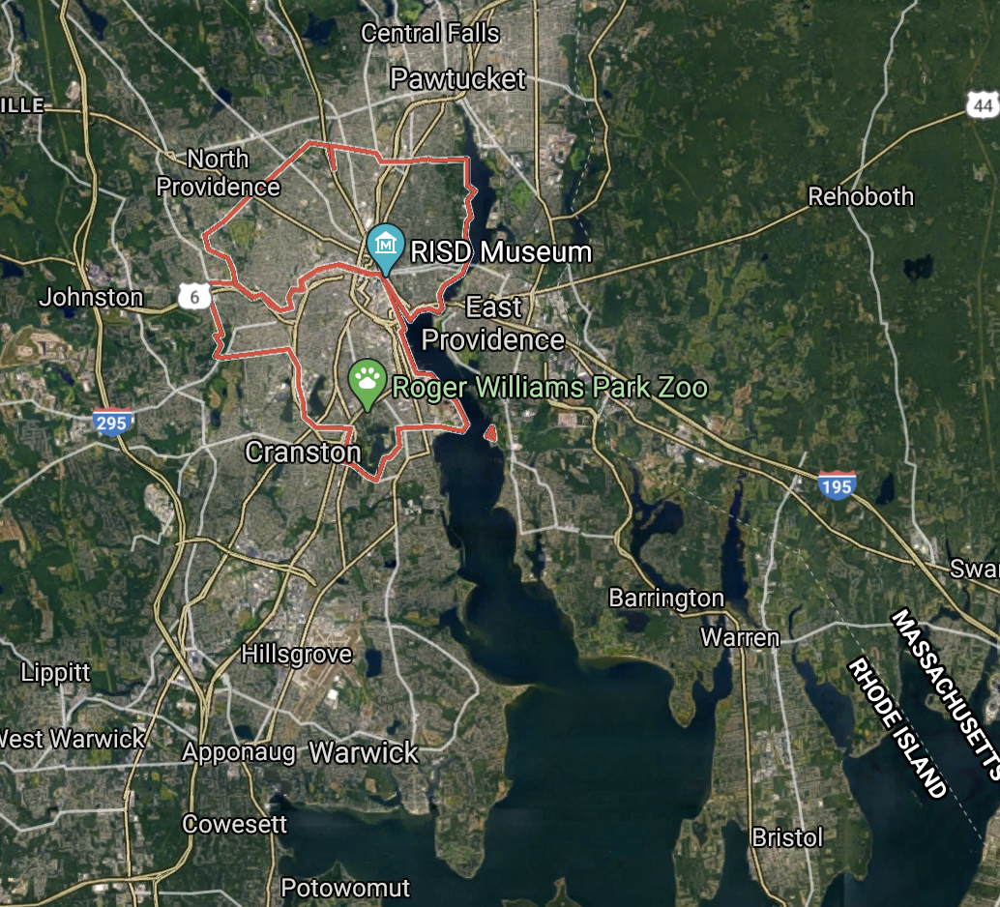 Central Falls
Pawtucket
ILLE
44
North
Providence
Rehoboth
RISD Museum
Johnston
6
East
Providence
Roger Williams Park Zoo
295
Cranston
195
Swa
Barrington
Warren
MASSACHUSETTS
RHODE ISLAND
Hillsgrove
Lippitt
West Warwick
Apponaug
Warwick
Cowesett
Bristol
Potowomut